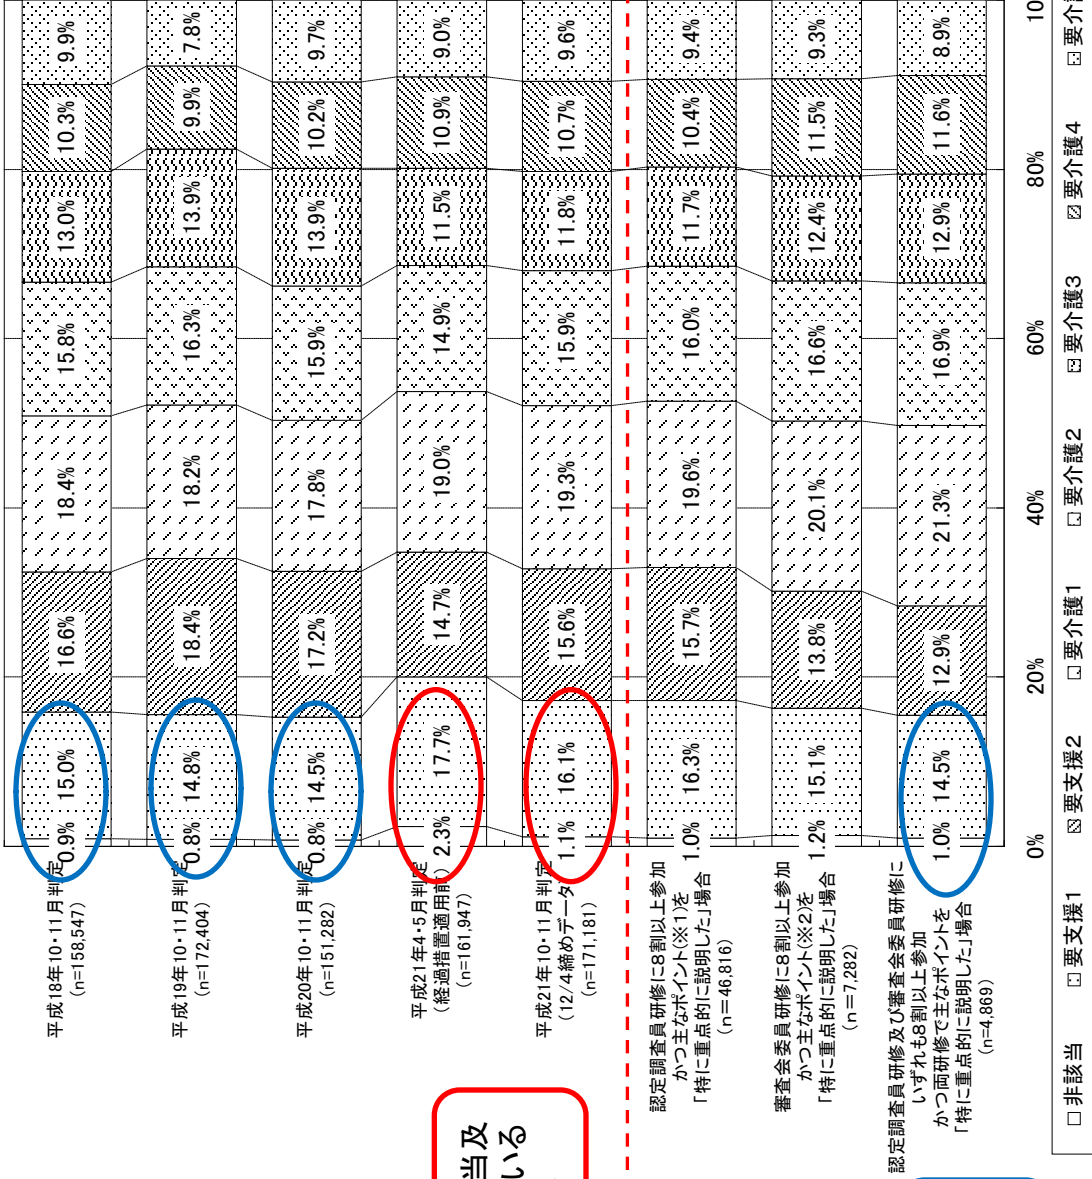 平成18年10・11月判定
(n=158,547)
0.9%
15.0%
16.6%
18.4%
15.8%
13.0%
10.3%
9.9%
平成19年10・11月判定
(n=172,404)
0.8%
14.8%
18.4%
18.2%
16.3%
13.9%
9.9%
7.8%
平成20年10・11月判定
(n=151,282)
0.8%
14.5%
17.2%
17.8%
15.9%
13.9%
10.2%
9.7%
平成21年4・5月判定
(経過措置適用前)
(n=161,947)
2.3%
17.7%
14.7%
19.0%
14.9%
11.5%
10.9%
9.0%
平成21年10・11月判定
(12/4締めデータ)
(n=171,181)
1.1%
16.1%
15.6%
19.3%
15.9%
11.8%
10.7%
9.6%
認定調査員研修に8割以上参加
かつ主なポイント(※1)を
「特に重点的に説明した」場合
(n=46,816)
1.0%
16.3%
15.7%
19.6%
16.0%
11.7%
10.4%
9.4%
審査会委員研修に8割以上参加
かつ主なポイント(※2)を
「特に重点的に説明した」場合
(n=7,282)
1.2%
15.1%
13.8%
20.1%
16.6%
12.4%
11.5%
9.3%
認定調査員研修及び審査会委員研修に
いずれも8割以上参加
かつ両研修で主なポイントを
「特に重点的に説明した」場合
(n=4,869)
1.0%
14.5%
12.9%
21.3%
16.9%
12.9%
11.6%
8.9%
0%
20%
40%
60%
80%
10
非該当
要支援1
要支援2
要介護1
要介護2
要介護3
要介護4
要介
当及
いる